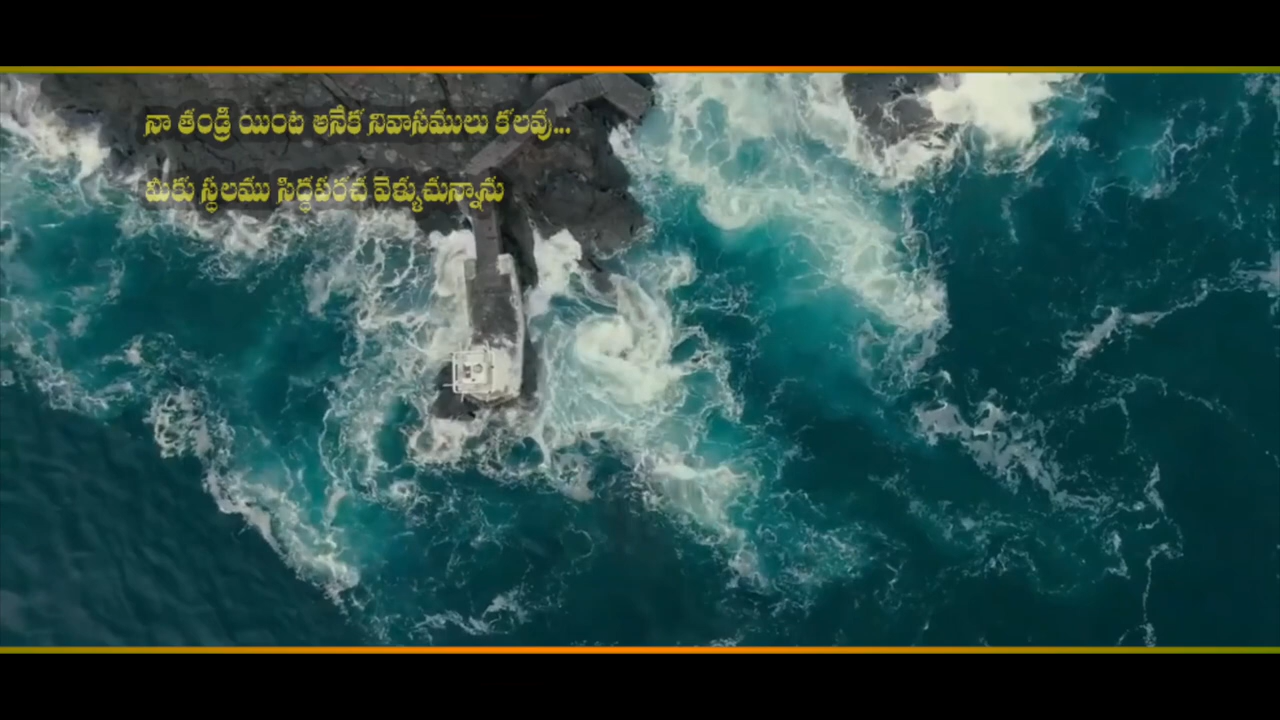 నా తండ్రి యింట అనేక నివాసములు కలవు...
మీకు స్థలము సిద్ధపరచ వెళ్ళుచున్నాను